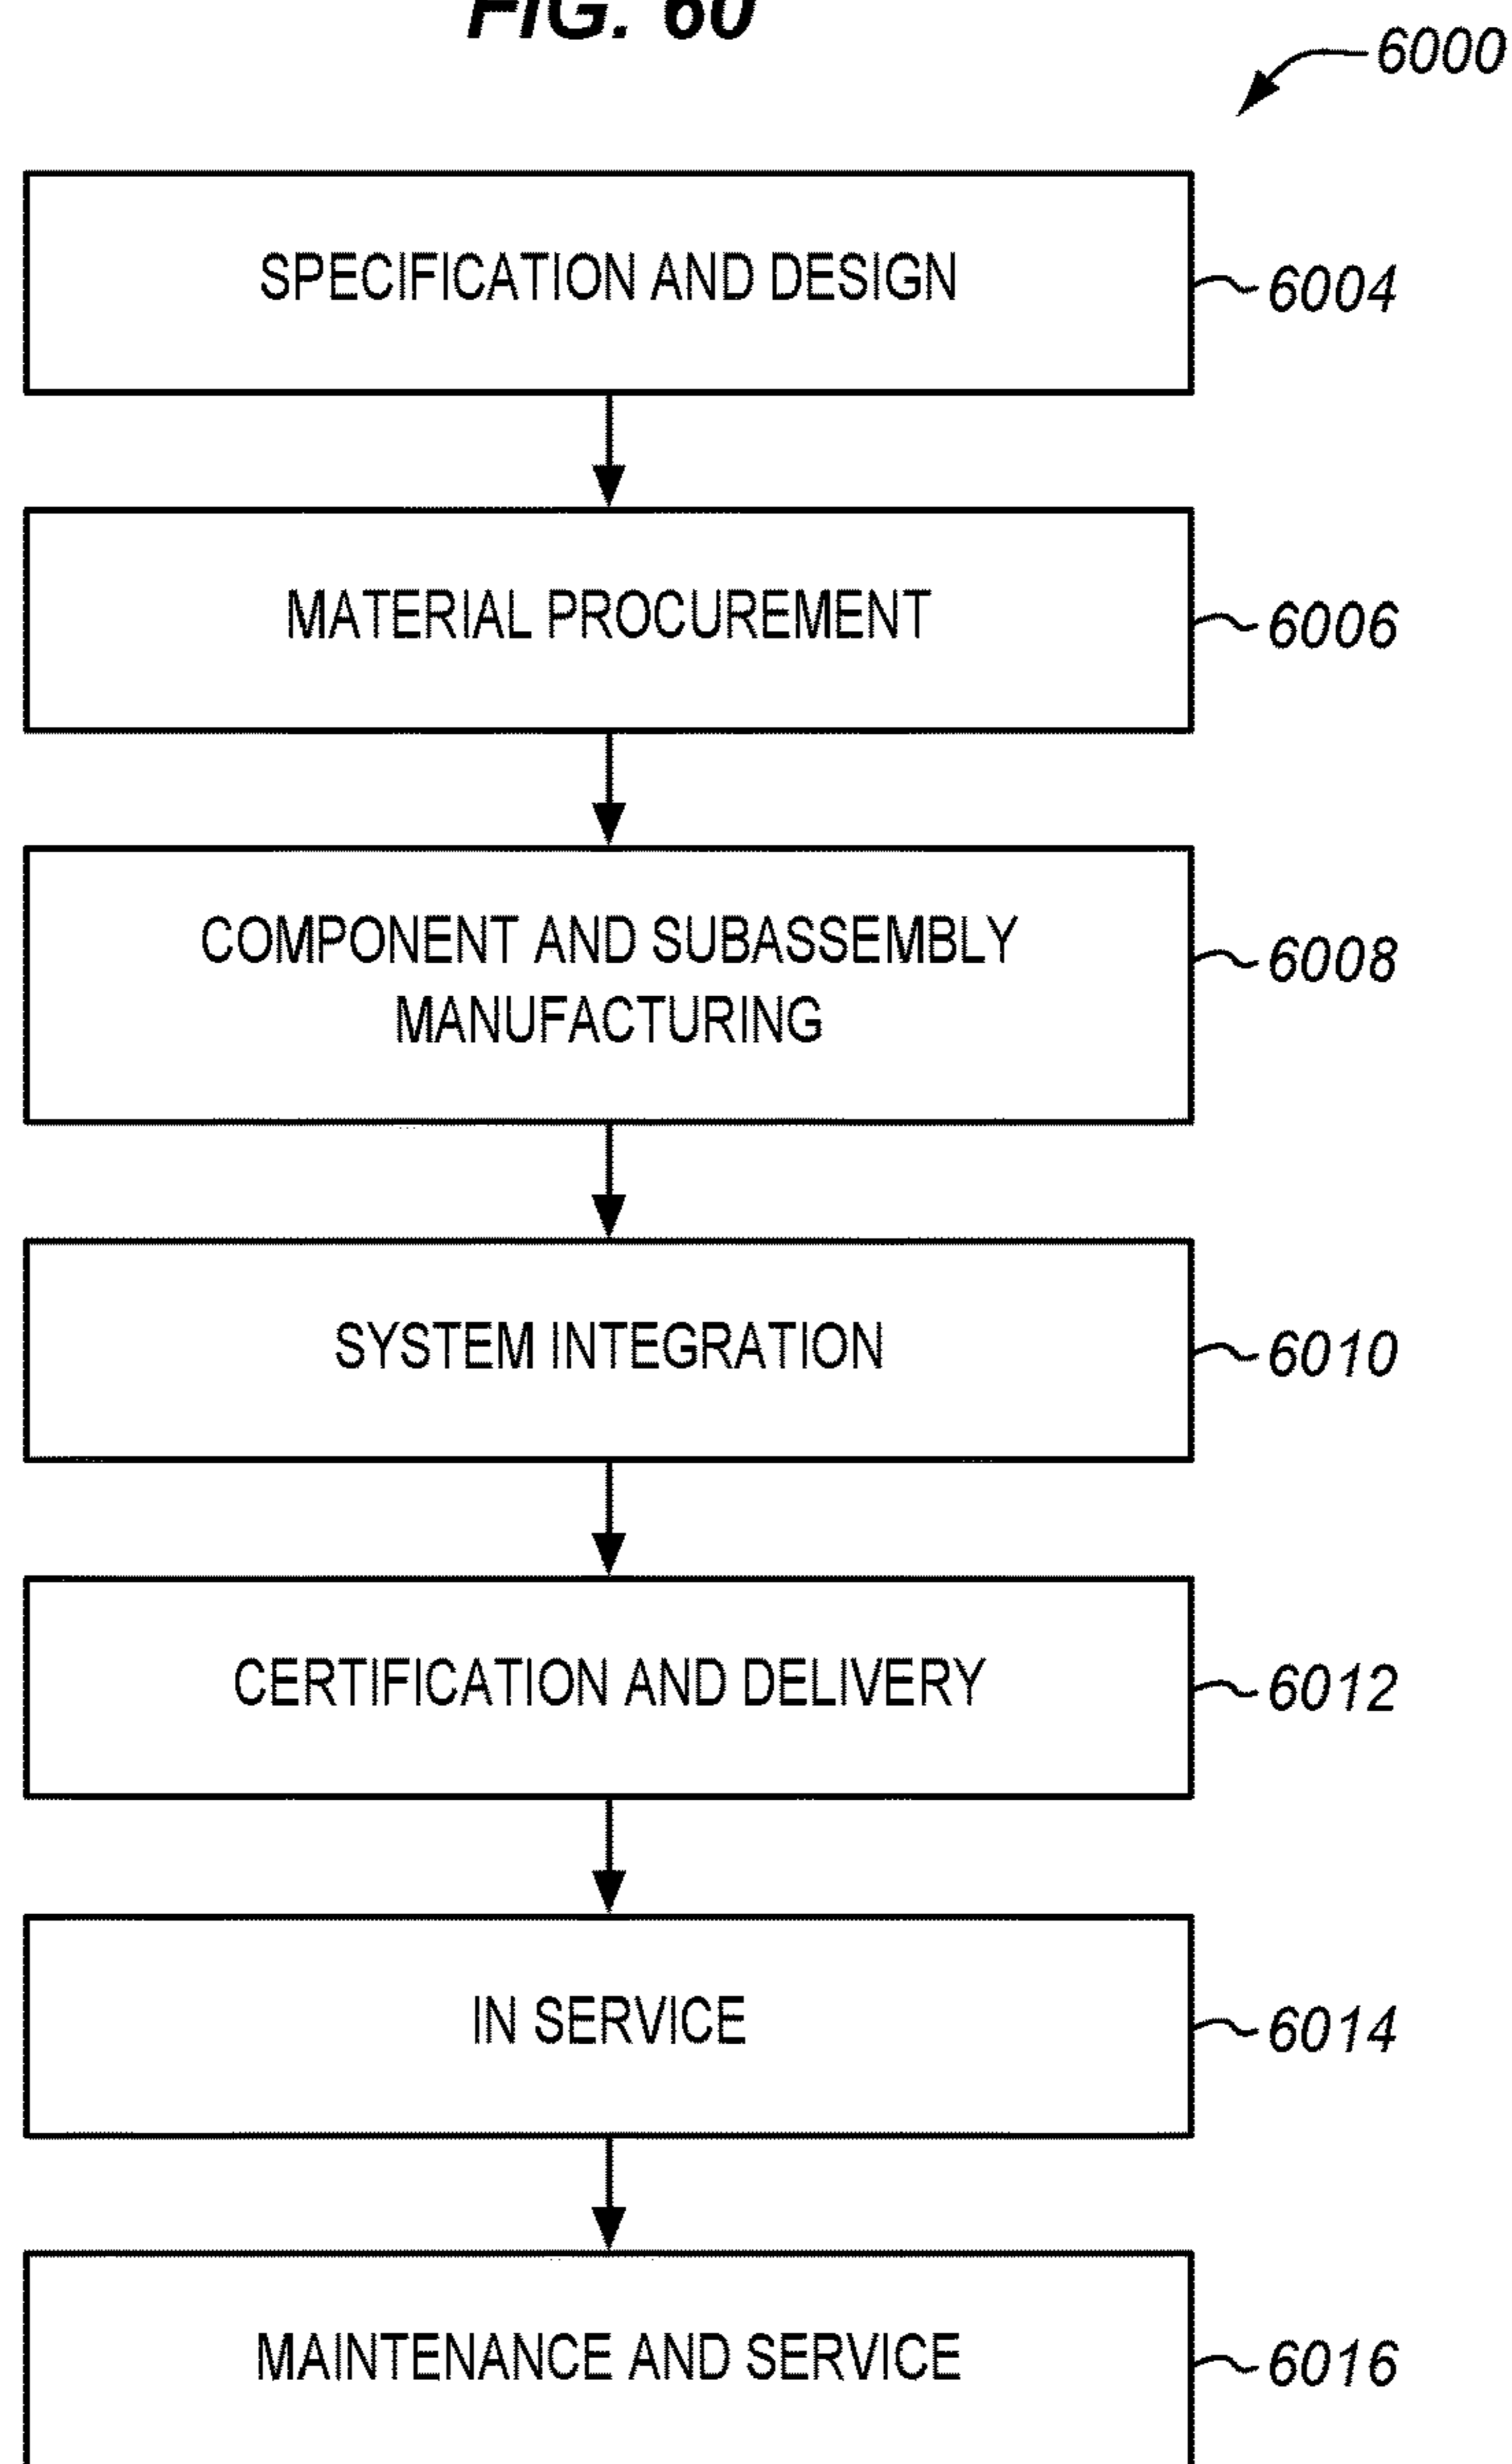 FIG. 60
6000
SPECIFICATION AND DESIGN
6004
MATERIAL PROCUREMENT
6006
COMPONENT AND SUBASSEMBLY
MANUFACTURING
6008
SYSTEM INTEGRATION
6010
CERTIFICATION AND DELIVERY
6012
IN SERVICE
6014
MAINTENANCE AND SERVICE
6016